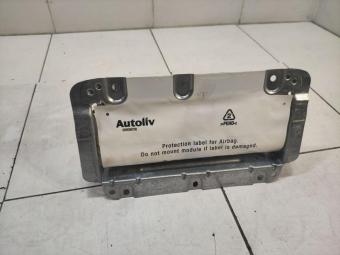 Autoliv
Protection label for Airbag.
Do not mount module if label is damaged.